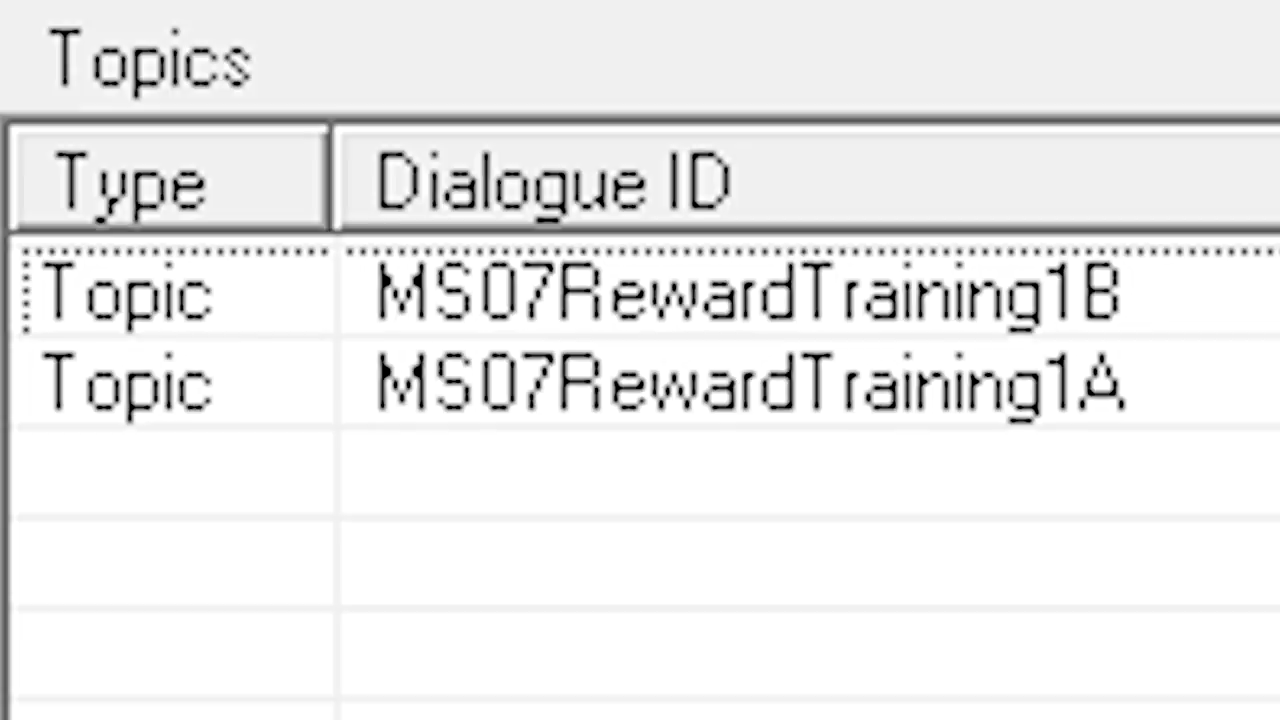 Topics
Type Dialogue ID
Topic MS07RewardTraining1B
Topic MS07RewardTraining1A